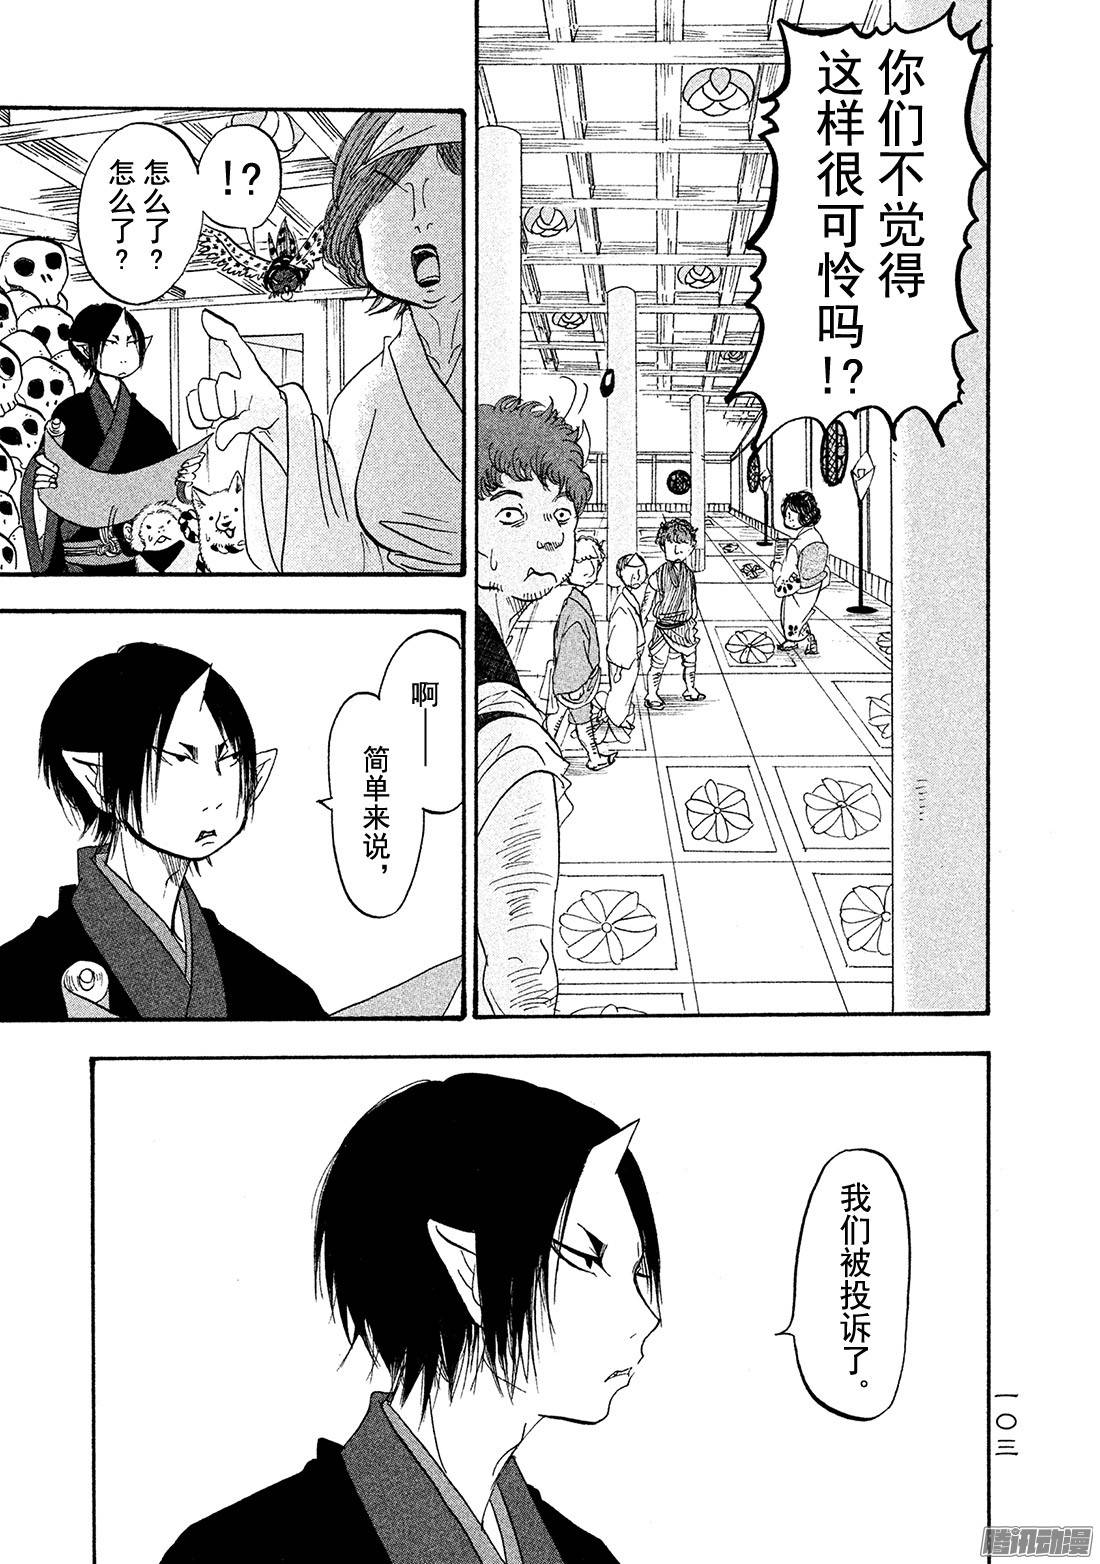 你们不觉得
这样很可怜吗!?
!?
怎么了?
怎么了?
啊——
简单来说，
我们被投诉了。
一〇三
腾讯动漫